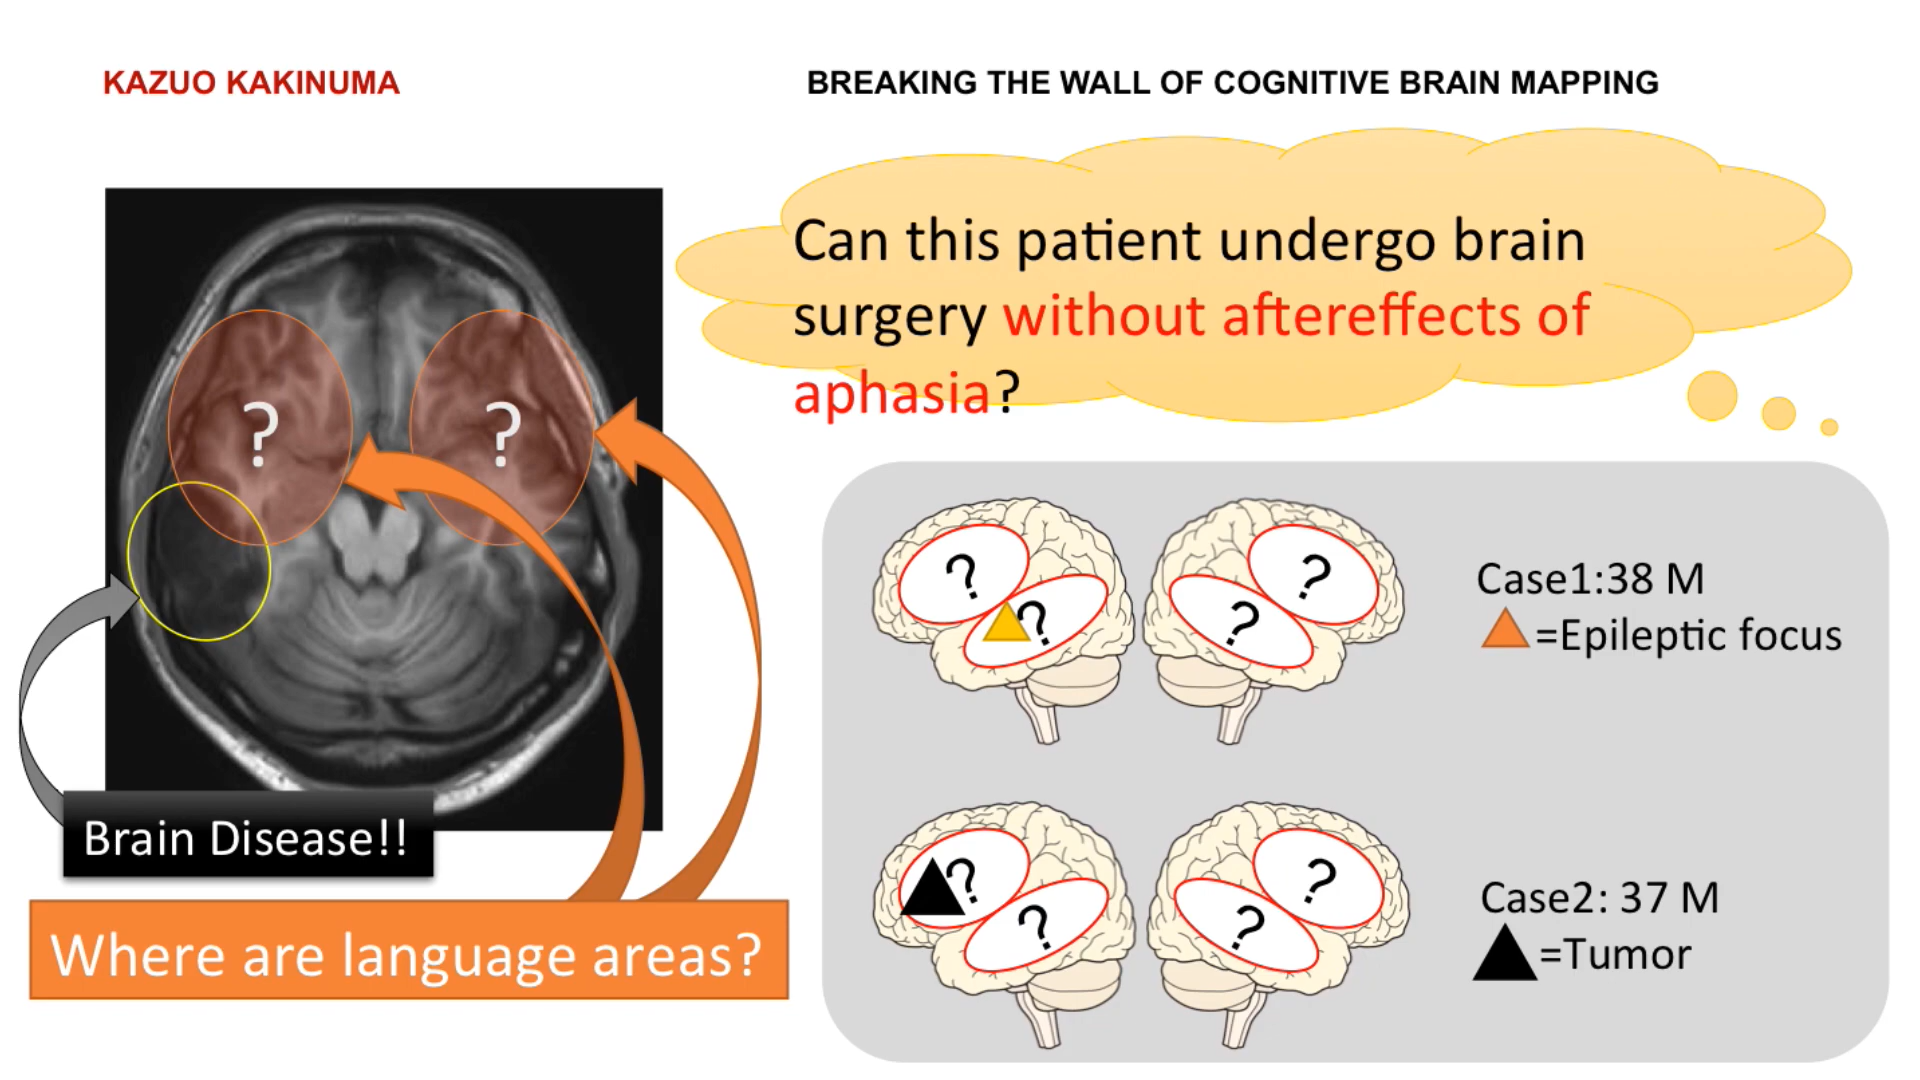 KAZUO KAKINUMA
BREAKING THE WALL OF COGNITIVE BRAIN MAPPING
Can this patient undergo brain
surgery without aftereffects of
aphasia?
? ?
Brain Disease!!
Where are language areas?
? ? ? ?
Case1:38 M
=Epileptic focus
? ? ? ?
Case2: 37 M
=Tumor